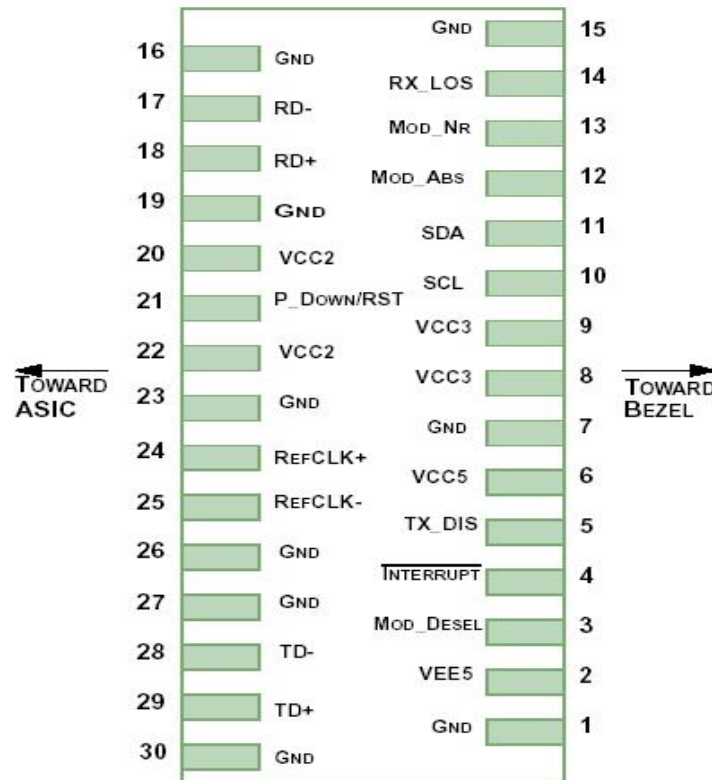 GND 15
16 GND
RX_LOS 14
17 RD-
MOD_NR 13
18 RD+
MOD_ABS 12
19 GND
SDA 11
20 VCC2
SCL 10
21 P_DOWN/RST
VCC3 9
22 VCC2
VCC3 8
TOWARD
ASIC
TOWARD
BEZEL
23 GND
GND 7
24 REFCLK+
VCC5 6
25 REFCLK-
TX_DIS 5
26 GND
INTERRUPT 4
27 GND
MOD_DESEL 3
28 TD-
VEE5 2
29 TD+
GND 1
30 GND